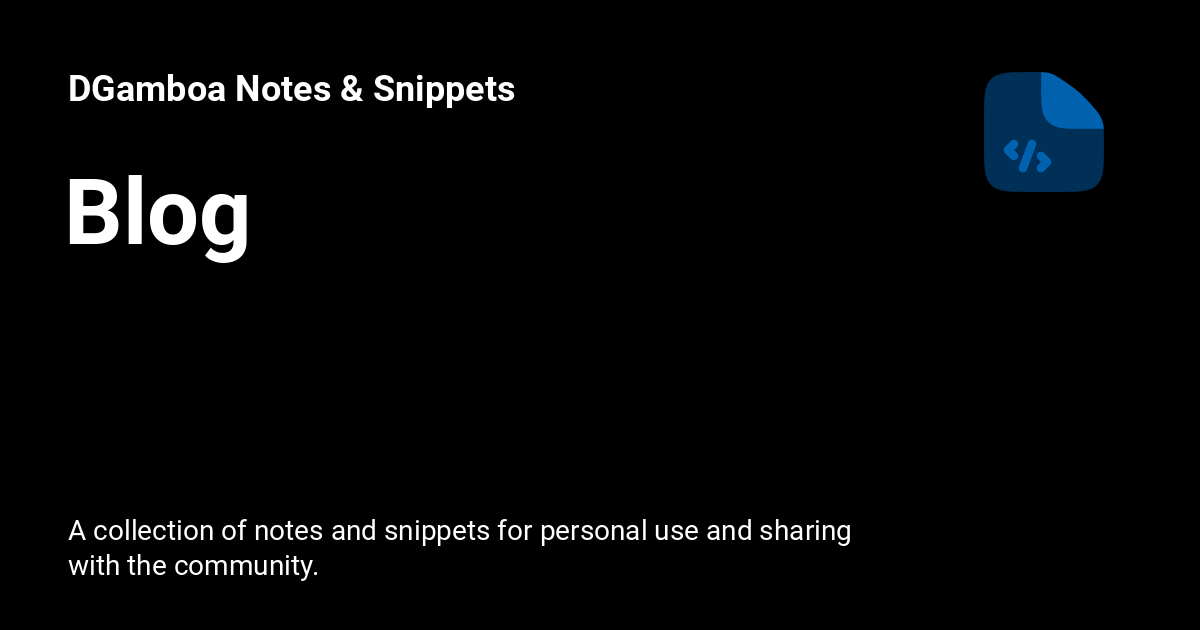 DGamboa Notes & Snippets
Blog
</>
A collection of notes and snippets for personal use and sharing
with the community.